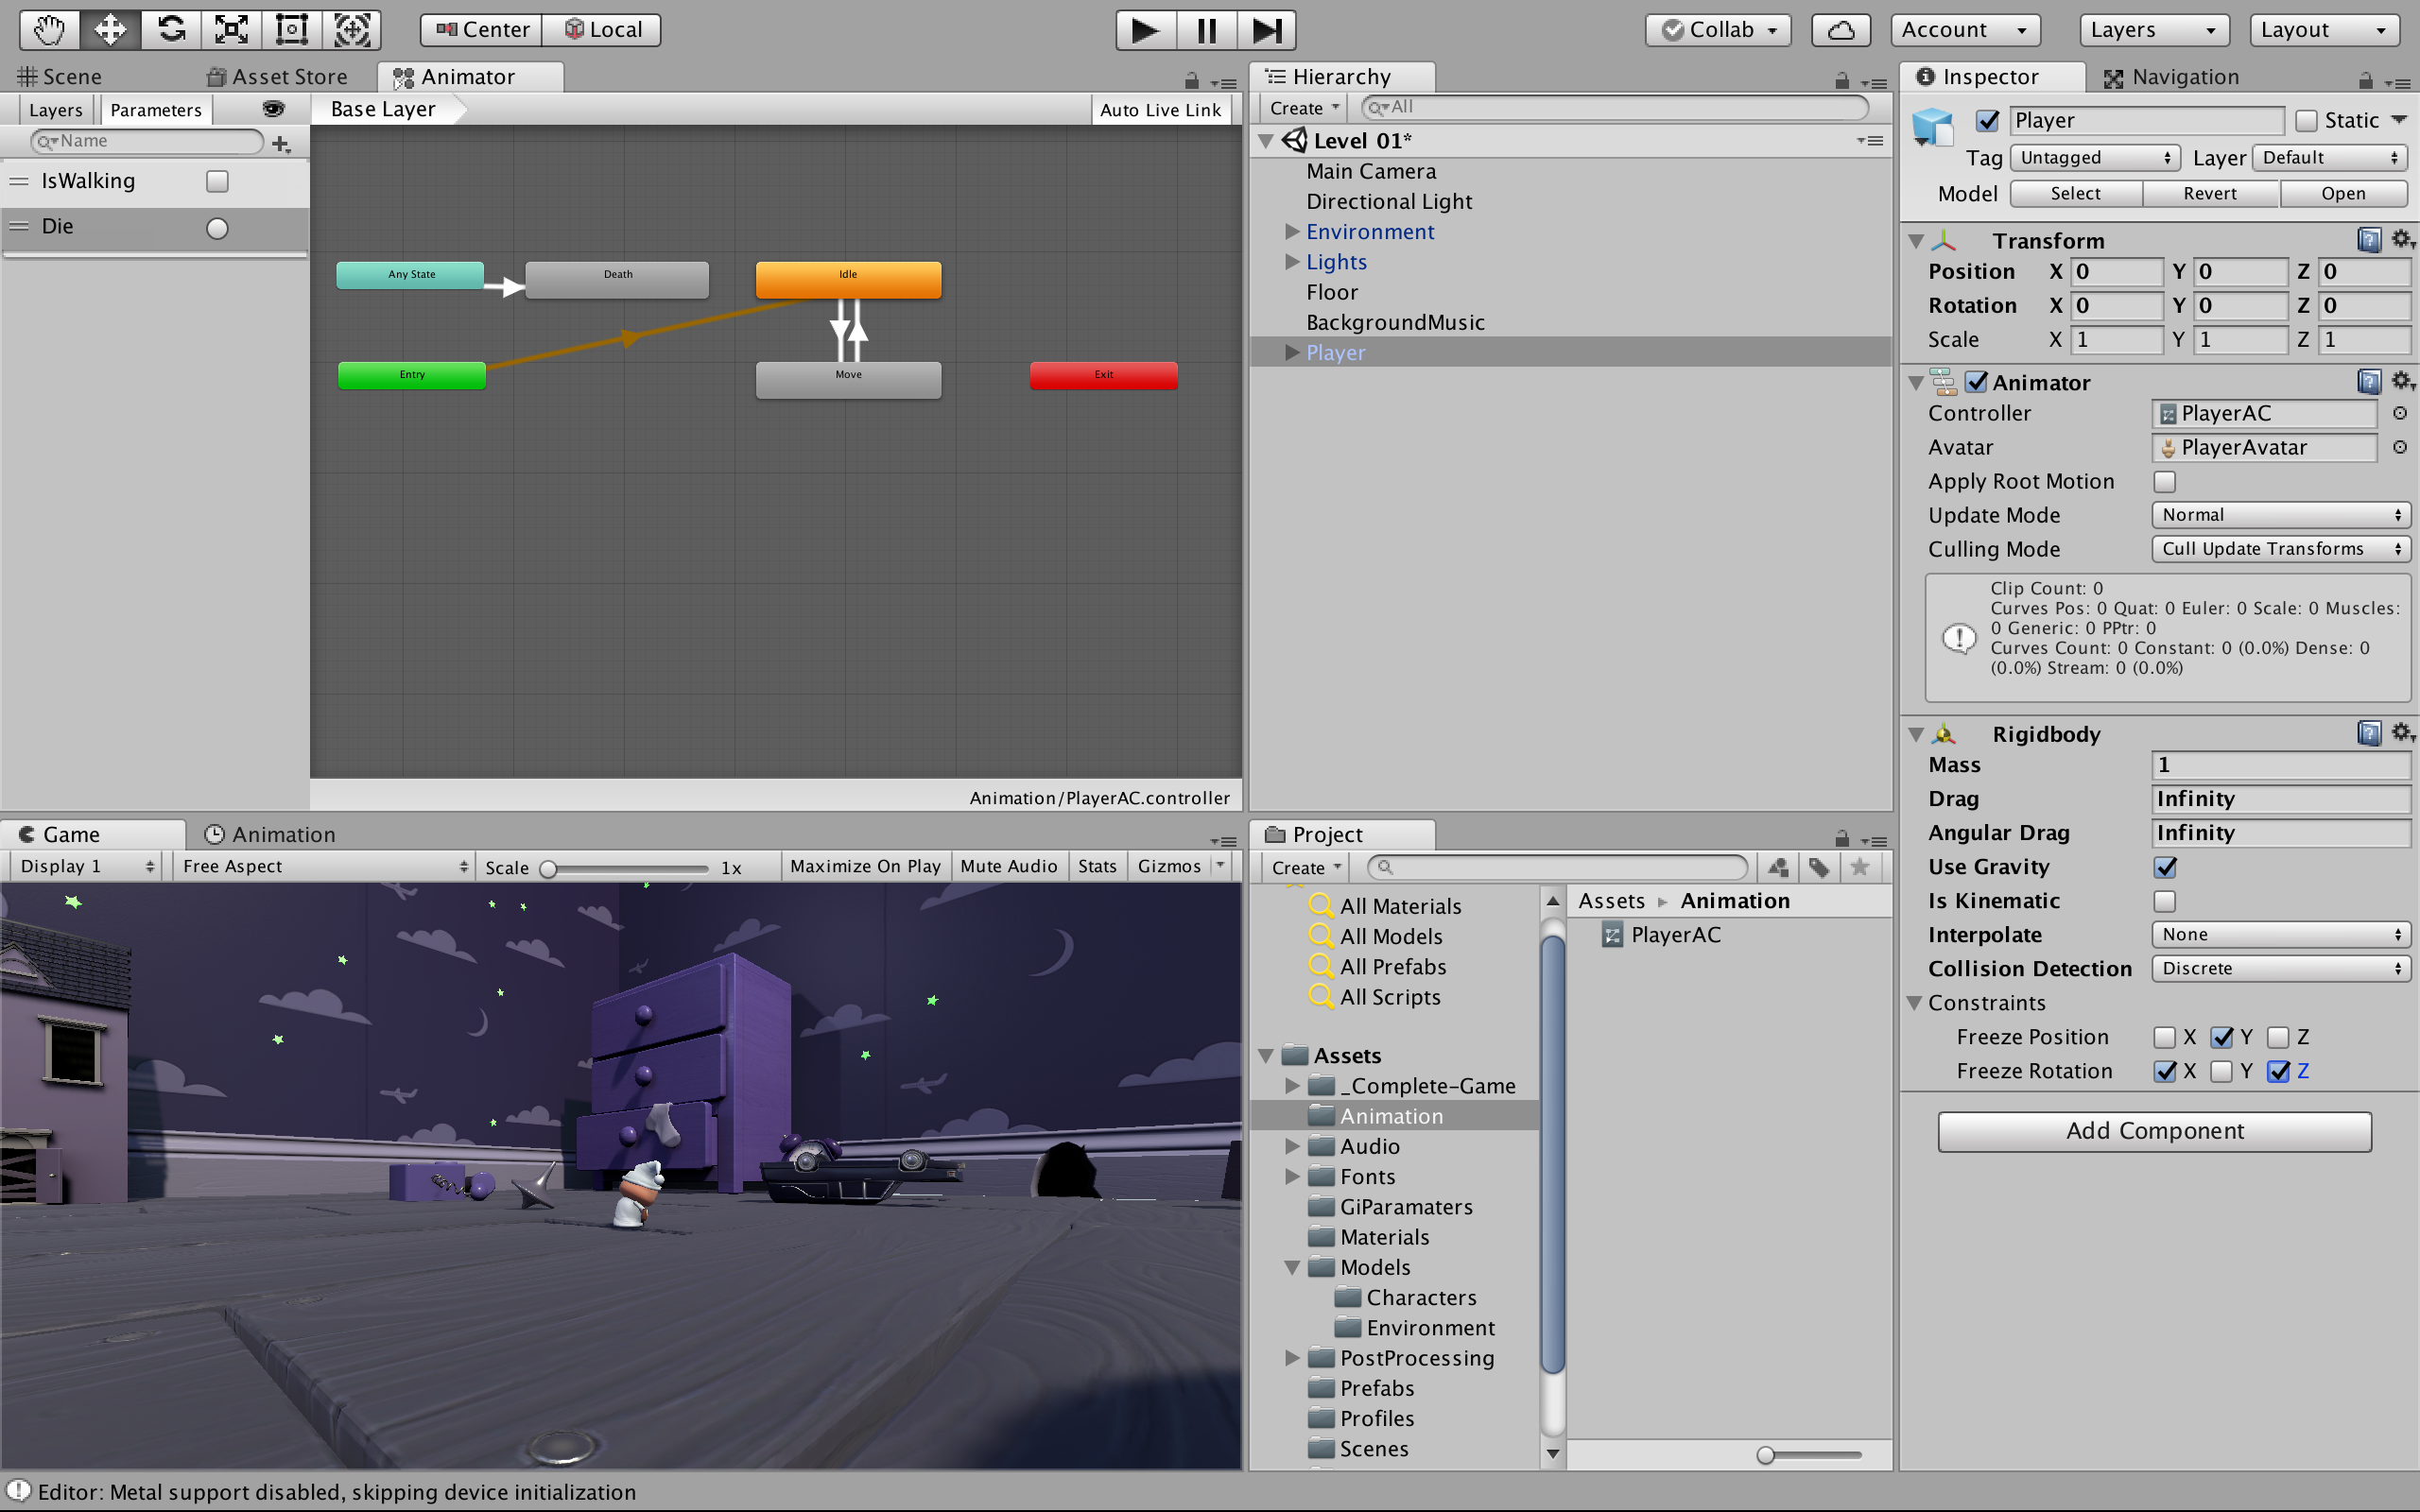 Center Local Collab Account Layers Layout
Scene Asset Store Animator
Layers Parameters Base Layer Auto Live Link
Name
IsWalking
Die
Any State Death Idle
Entry Move Exit
Animation/PlayerAC.controller
Hierarchy
Create All
Level 01*
Main Camera
Directional Light
Environment
Lights
Floor
BackgroundMusic
Player
Inspector Navigation
Player Static
Tag Untagged Layer Default
Model Select Revert Open
Transform
Position X 0 Y 0 Z 0
Rotation X 0 Y 0 Z 0
Scale X 1 Y 1 Z 1
Animator
Controller PlayerAC
Avatar PlayerAvatar
Apply Root Motion
Update Mode Normal
Culling Mode Cull Update Transforms
Clip Count: 0
Curves Pos: 0 Quat: 0 Euler: 0 Scale: 0 Muscles:
0 Generic: 0 PPtr: 0
Curves Count: 0 Constant: 0 (0.0%) Dense: 0
(0.0%) Stream: 0 (0.0%)
Rigidbody
Mass 1
Drag Infinity
Angular Drag Infinity
Use Gravity
Is Kinematic
Interpolate None
Collision Detection Discrete
Constraints
Freeze Position X Y Z
Freeze Rotation X Y Z
Add Component
Game Animation
Display 1 Free Aspect Scale 1x Maximize On Play Mute Audio Stats Gizmos
Project
Create
All Materials
All Models
All Prefabs
All Scripts
Assets
_Complete-Game
Animation
Audio
Fonts
GiParamaters
Materials
Models
Characters
Environment
PostProcessing
Prefabs
Profiles
Scenes
Assets Animation
PlayerAC
Editor: Metal support disabled, skipping device initialization